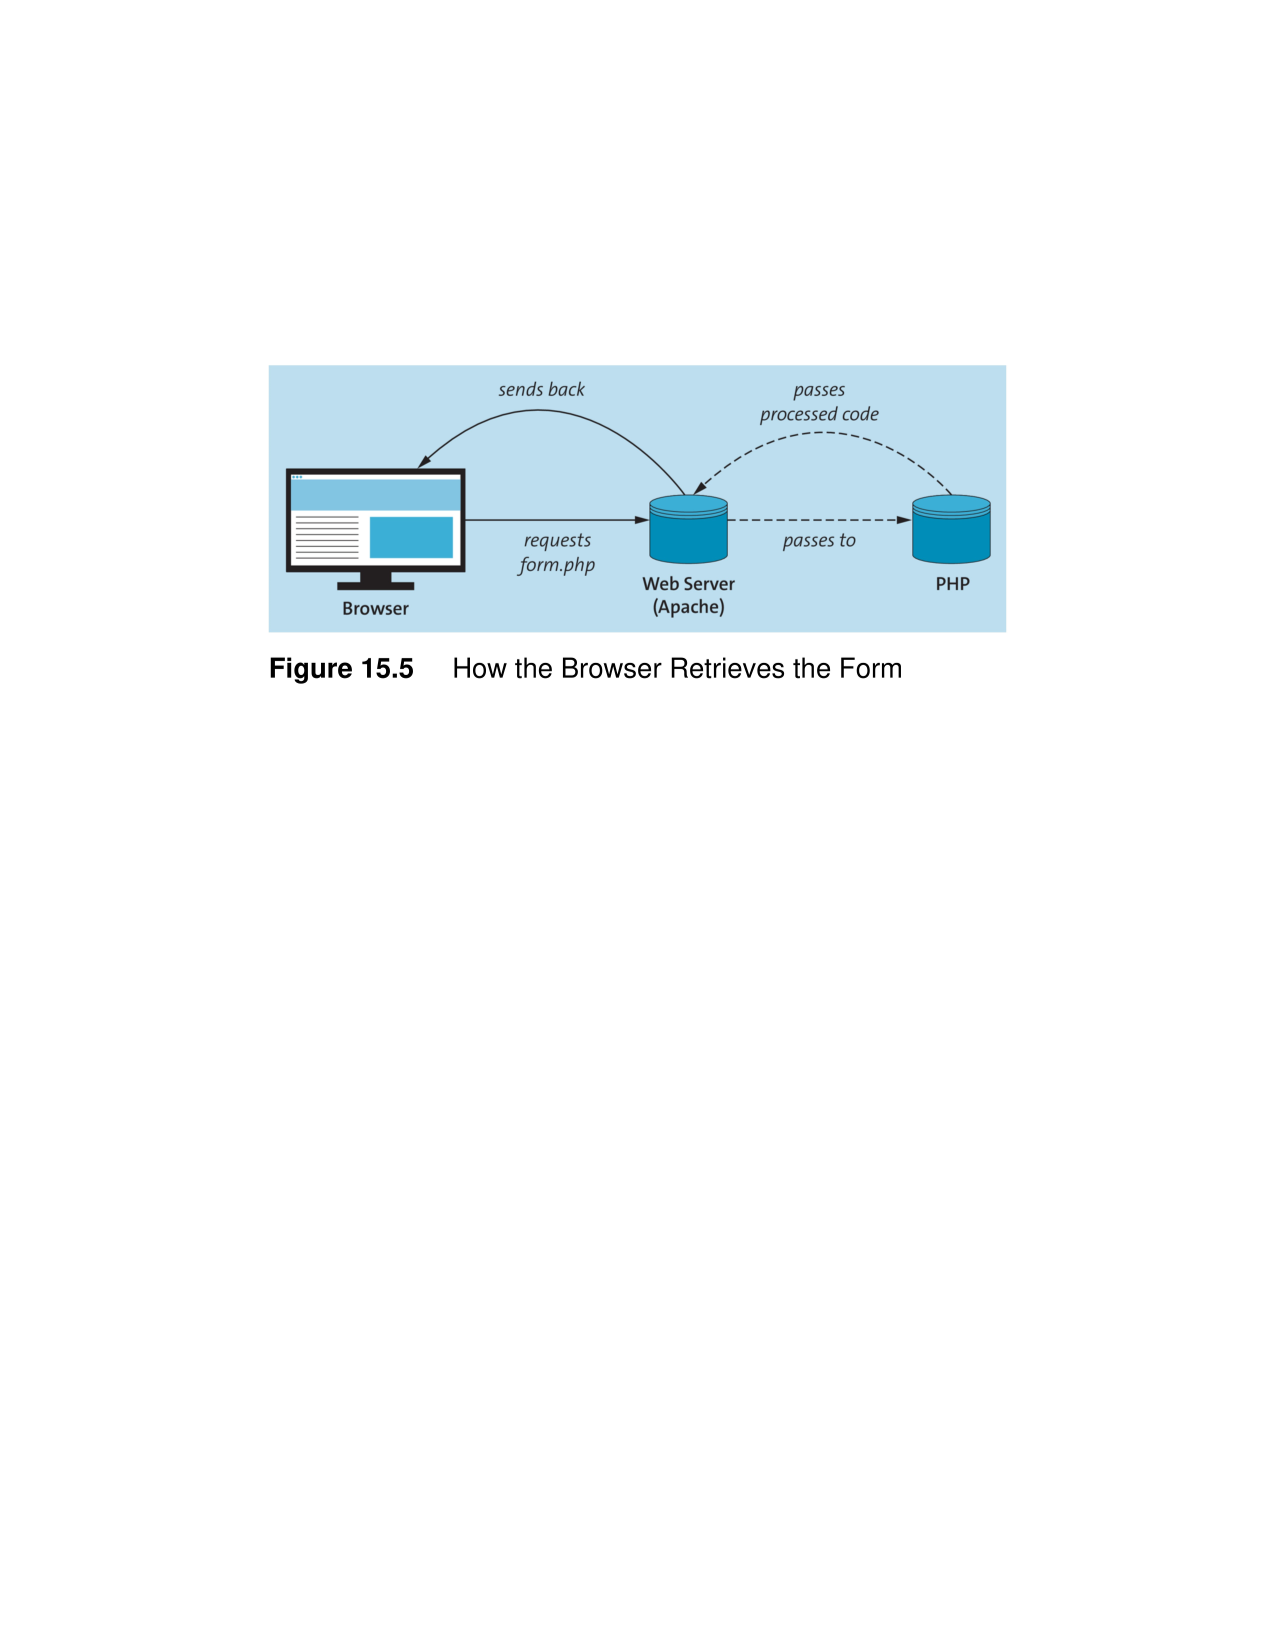 sends back
passes
processed code
requests
form.php
passes to
Browser
Web Server
(Apache)
PHP
Figure 15.5 How the Browser Retrieves the Form